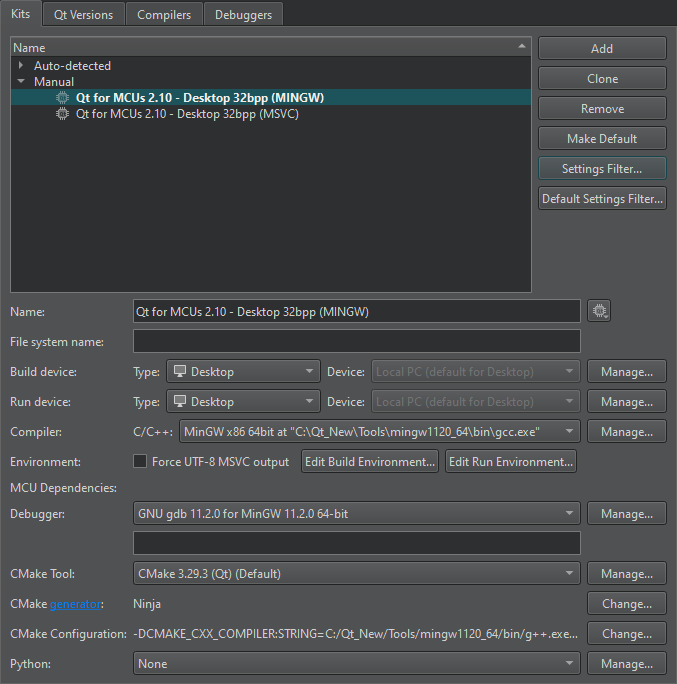 Kits Qt Versions Compilers Debuggers
Name
Add
Auto-detected
Manual
Clone
Qt for MCUs 2.10 - Desktop 32bpp (MINGW)
Remove
Qt for MCUs 2.10 - Desktop 32bpp (MSVC)
Make Default
Settings Filter...
Default Settings Filter...
Name: Qt for MCUs 2.10 - Desktop 32bpp (MINGW)
File system name:
Build device: Type: Desktop Device: Local PC (default for Desktop) Manage...
Run device: Type: Desktop Device: Local PC (default for Desktop) Manage...
Compiler: C/C++: MinGW x86 64bit at "C:\Qt_New\Tools\mingw1120_64\bin\gcc.exe" Manage...
Environment: Force UTF-8 MSVC output Edit Build Environment... Edit Run Environment...
MCU Dependencies:
Debugger: GNU gdb 11.2.0 for MinGW 11.2.0 64-bit Manage...
CMake Tool: CMake 3.29.3 (Qt) (Default) Manage...
CMake generator: Ninja Change...
CMake Configuration: -DCMAKE_CXX_COMPILER:STRING=C:/Qt_New/Tools/mingw1120_64/bin/g++.exe... Change...
Python: None Manage...